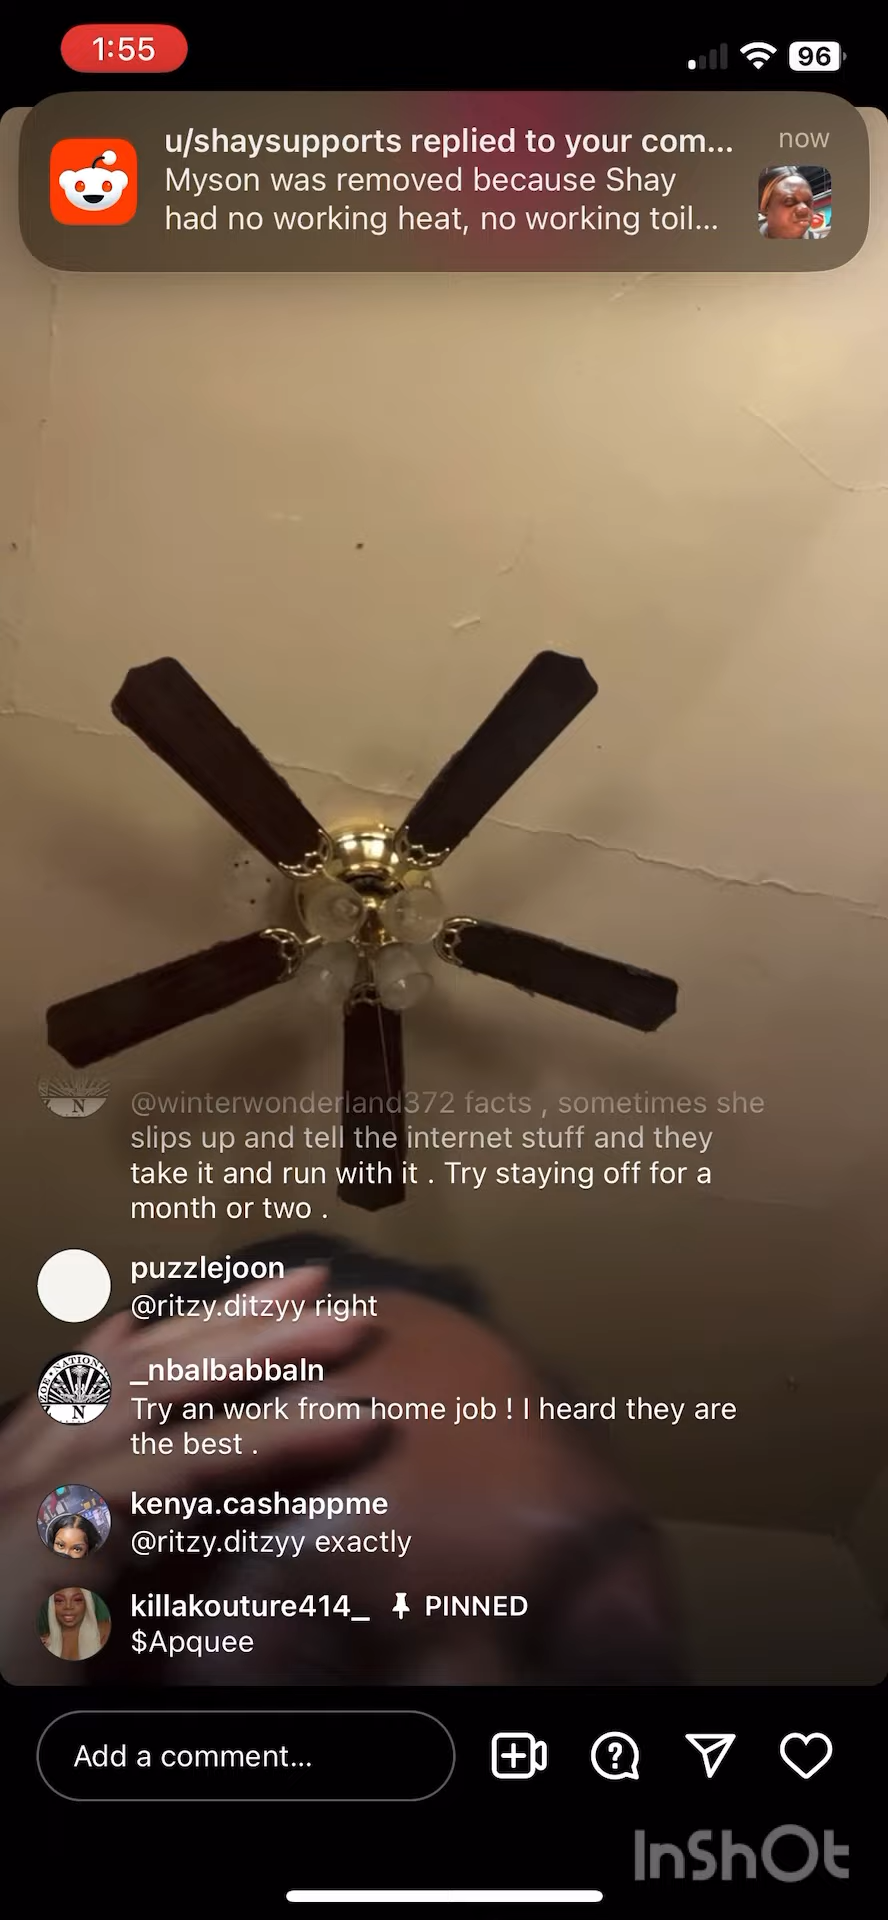 1:55
96
u/shaysupports replied to your com...
now
Myson was removed because Shay
had no working heat, no working toil...
@winterwonderland372 facts , sometimes she
slips up and tell the internet stuff and they
take it and run with it . Try staying off for a
month or two .
puzzlejoon
@ritzy.ditzyy right
ZOE NATION
N
_nbalbabbaln
Try an work from home job ! I heard they are
the best .
kenya.cashappme
@ritzy.ditzyy exactly
killakouture414_ PINNED
$Apquee
Add a comment...
InShOt